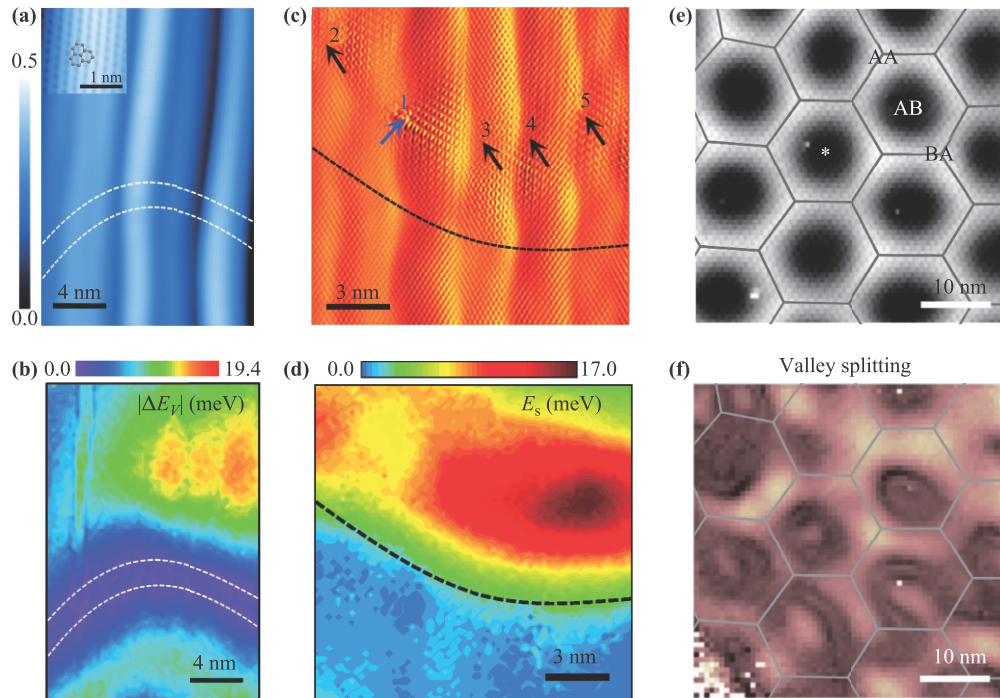 (a)
0.5
0.0
1 nm
4 nm
(c)
2
1
3
4
5
3 nm
(e)
AA
AB
*
BA
10 nm
(b)
0.0
19.4
|ΔE_V| (meV)
4 nm
(d)
0.0
17.0
E_s (meV)
3 nm
(f)
Valley splitting
10 nm